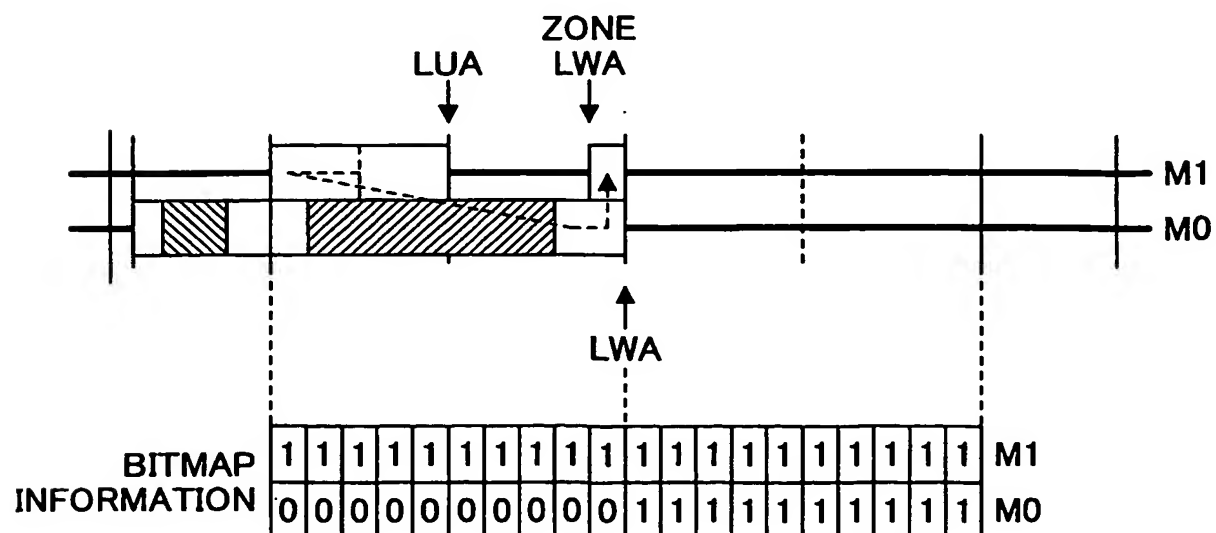 ZONE
LUA
LWA
M1
M0
LWA
BITMAP
INFORMATION
1 1 1 1 1 1 1 1 1 1 1 1 1 1 1 1 1 1 1 1 M1
0 0 0 0 0 0 0 0 0 0 1 1 1 1 1 1 1 1 1 1 M0